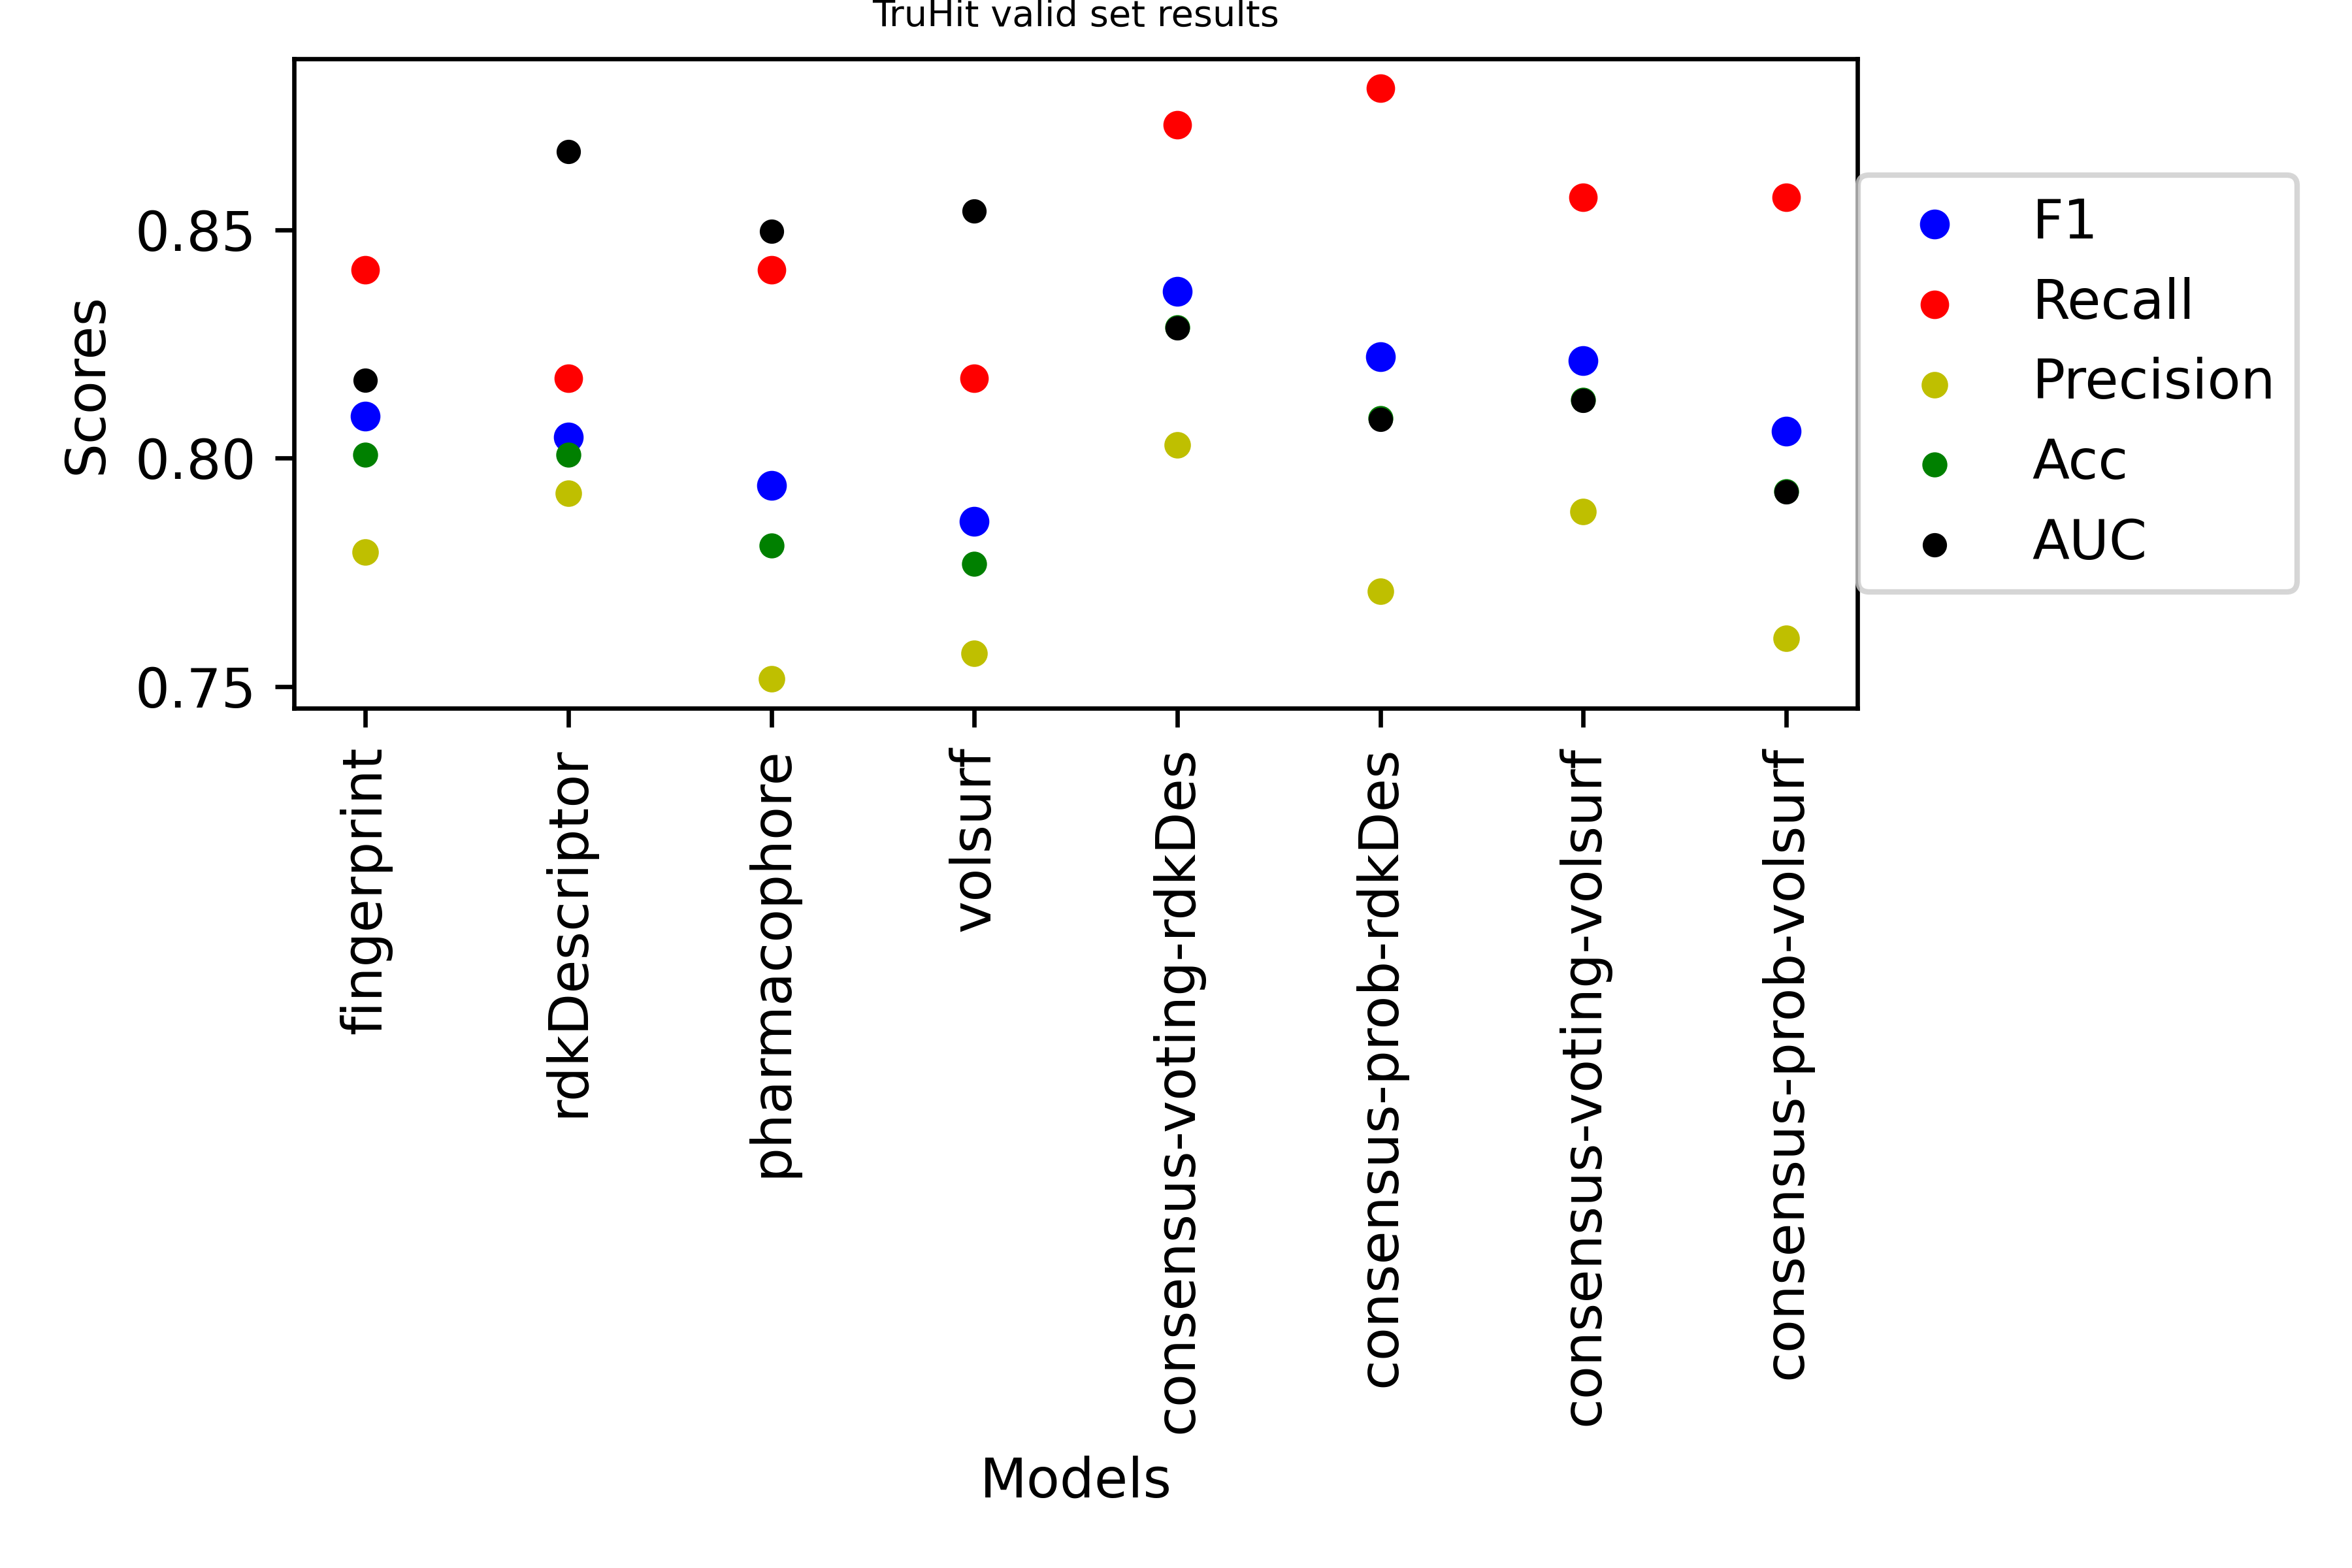 TruHit valid set results
Scores
0.85
0.80
0.75
F1
Recall
Precision
Acc
AUC
fingerprint
rdkDescriptor
pharmacophore
volsurf
consensus-voting-rdkDes
consensus-prob-rdkDes
consensus-voting-volsurf
consensus-prob-volsurf
Models